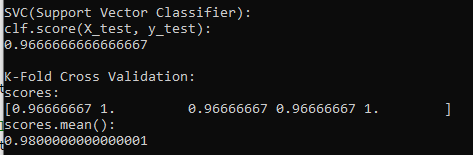 SVC(Support Vector Classifier):
clf.score(X_test, y_test):
0.9666666666666667
K-Fold Cross Validation:
scores:
[0.96666667 1.         0.96666667 0.96666667 1.        ]
scores.mean():
0.9800000000000001